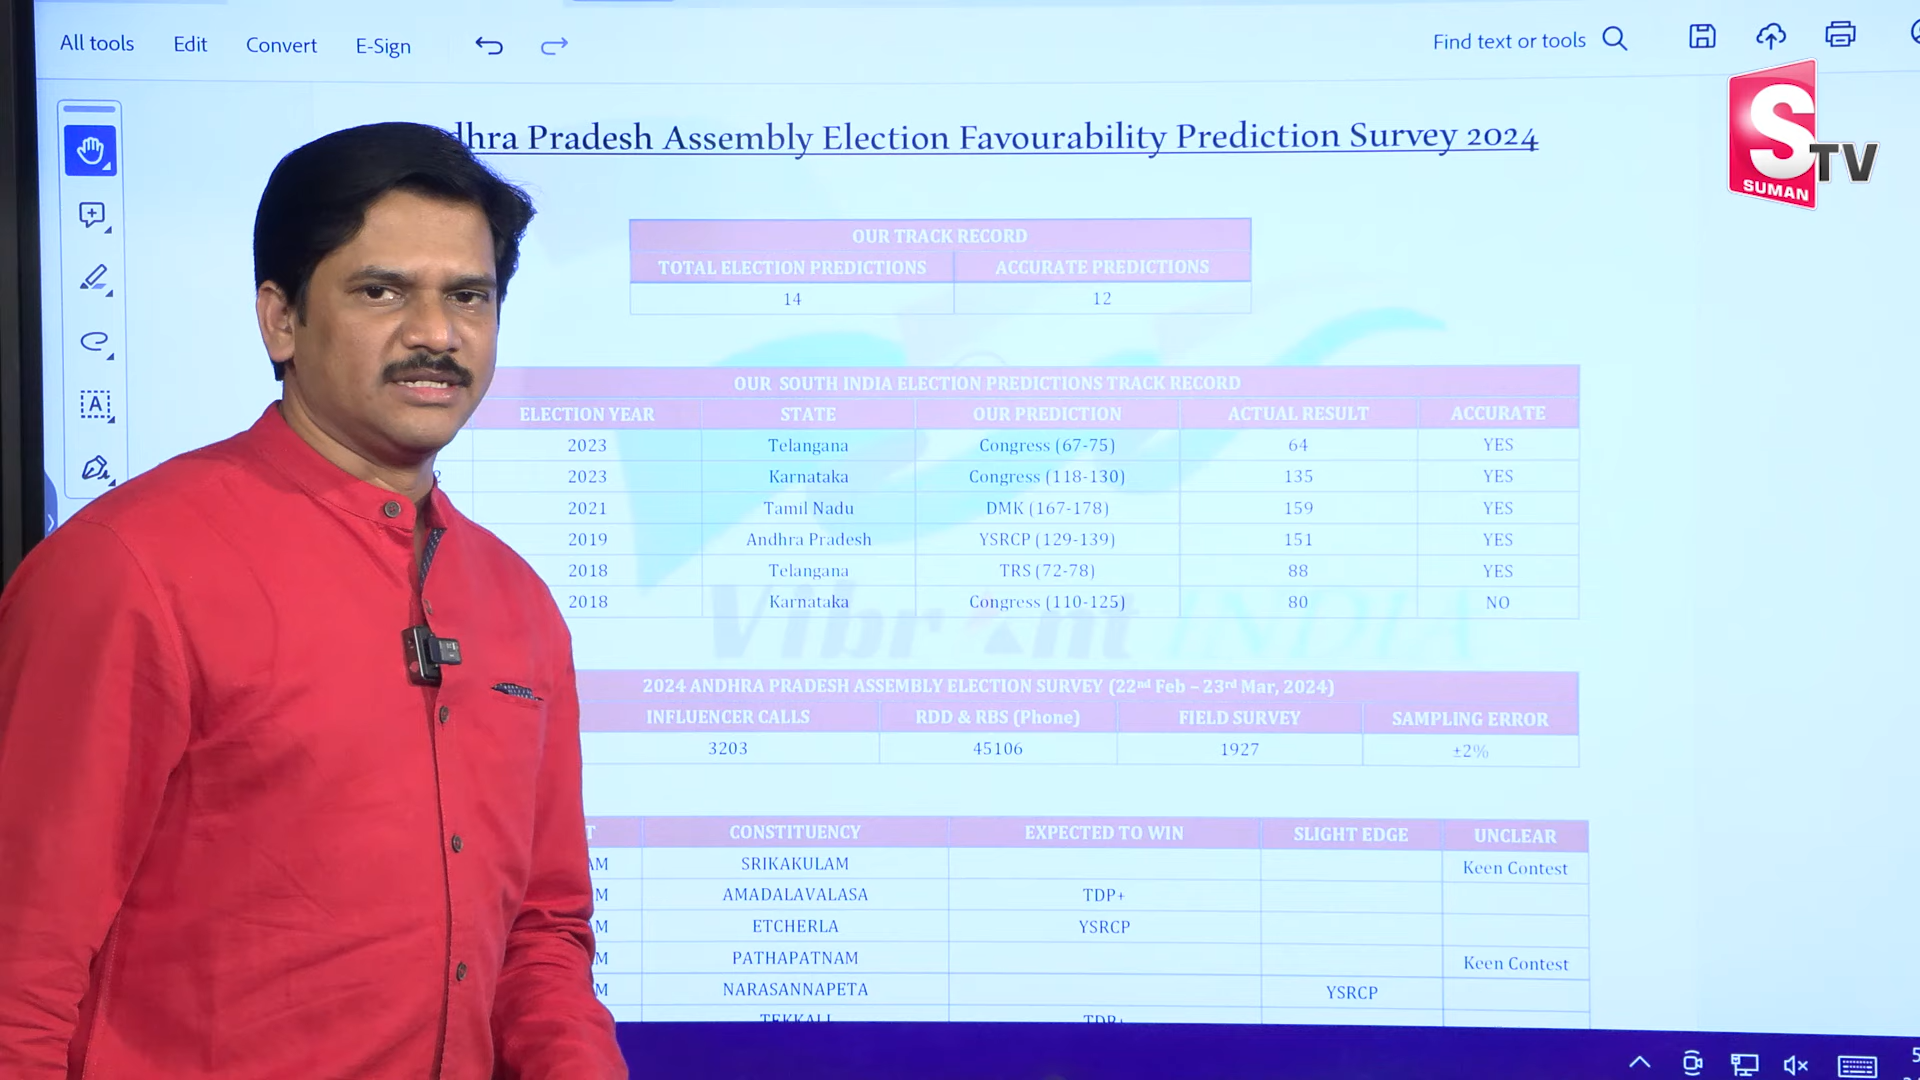 All tools Edit Convert E-Sign Find text or tools
S TV
SUMAN
dhra Pradesh Assembly Election Favourability Prediction Survey 2024
OUR TRACK RECORD
TOTAL ELECTION PREDICTIONS ACCURATE PREDICTIONS
14 12
OUR SOUTH INDIA ELECTION PREDICTIONS TRACK RECORD
ELECTION YEAR STATE OUR PREDICTION ACTUAL RESULT ACCURATE
2023 Telangana Congress (67-75) 64 YES
2 2023 Karnataka Congress (118-130) 135 YES
2021 Tamil Nadu DMK (167-178) 159 YES
2019 Andhra Pradesh YSRCP (129-139) 151 YES
2018 Telangana TRS (72-78) 88 YES
2018 Karnataka Congress (110-125) 80 NO
Vibrant INDIA
2024 ANDHRA PRADESH ASSEMBLY ELECTION SURVEY (22nd Feb – 23rd Mar, 2024)
INFLUENCER CALLS RDD & RBS (Phone) FIELD SURVEY SAMPLING ERROR
3203 45106 1927 ±2%
T CONSTITUENCY EXPECTED TO WIN SLIGHT EDGE UNCLEAR
AM SRIKAKULAM Keen Contest
M AMADALAVALASA TDP+
M ETCHERLA YSRCP
M PATHAPATNAM Keen Contest
M NARASANNAPETA YSRCP
TEKKALI TDP+